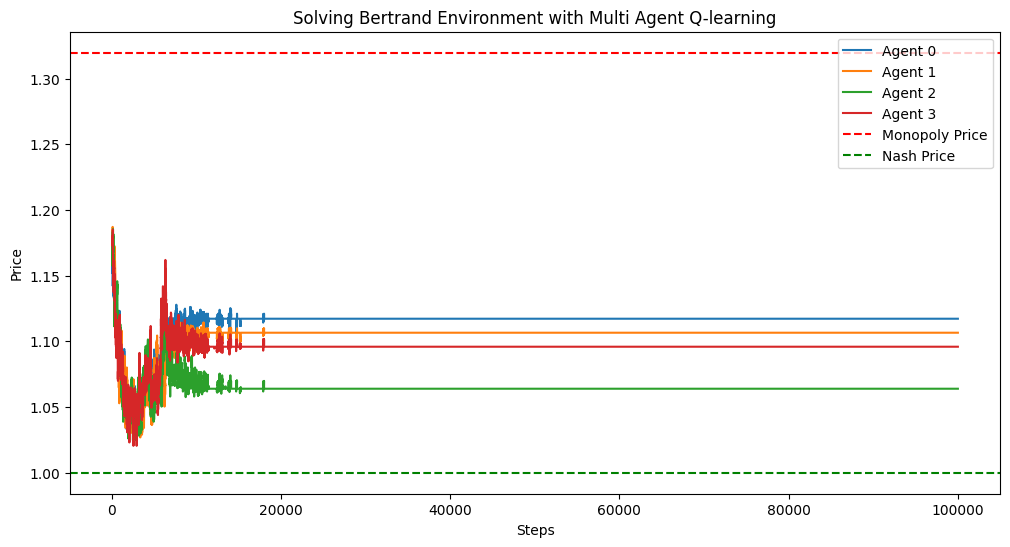 Solving Bertrand Environment with Multi Agent Q-learning
Agent 0
Agent 1
Agent 2
Agent 3
Monopoly Price
Nash Price
1.30
1.25
1.20
1.15
1.10
1.05
1.00
Price
0
20000
40000
60000
80000
100000
Steps